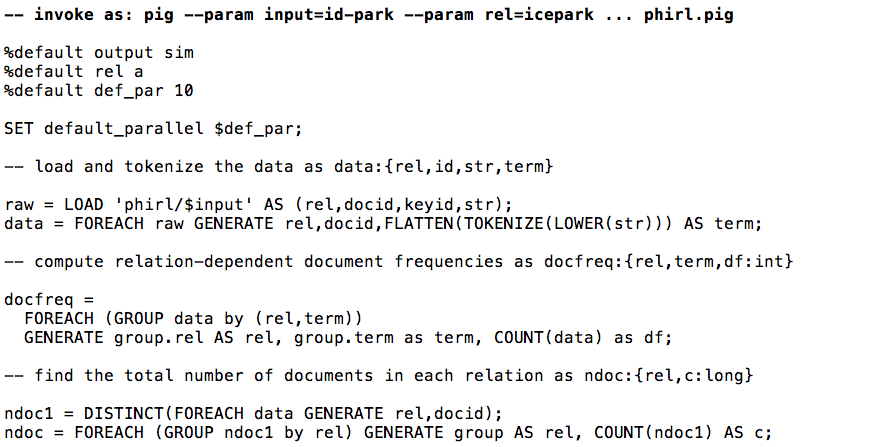 -- invoke as: pig --param input=id-park --param rel=icepark ... phirl.pig
%default output sim
%default rel a
%default def_par 10
SET default_parallel $def_par;
-- load and tokenize the data as data:{rel,id,str,term}
raw = LOAD 'phirl/$input' AS (rel,docid,keyid,str);
data = FOREACH raw GENERATE rel,docid,FLATTEN(TOKENIZE(LOWER(str))) AS term;
-- compute relation-dependent document frequencies as docfreq:{rel,term,df:int}
docfreq =
  FOREACH (GROUP data by (rel,term))
  GENERATE group.rel AS rel, group.term as term, COUNT(data) as df;
-- find the total number of documents in each relation as ndoc:{rel,c:long}
ndoc1 = DISTINCT(FOREACH data GENERATE rel,docid);
ndoc = FOREACH (GROUP ndoc1 by rel) GENERATE group AS rel, COUNT(ndoc1) AS c;